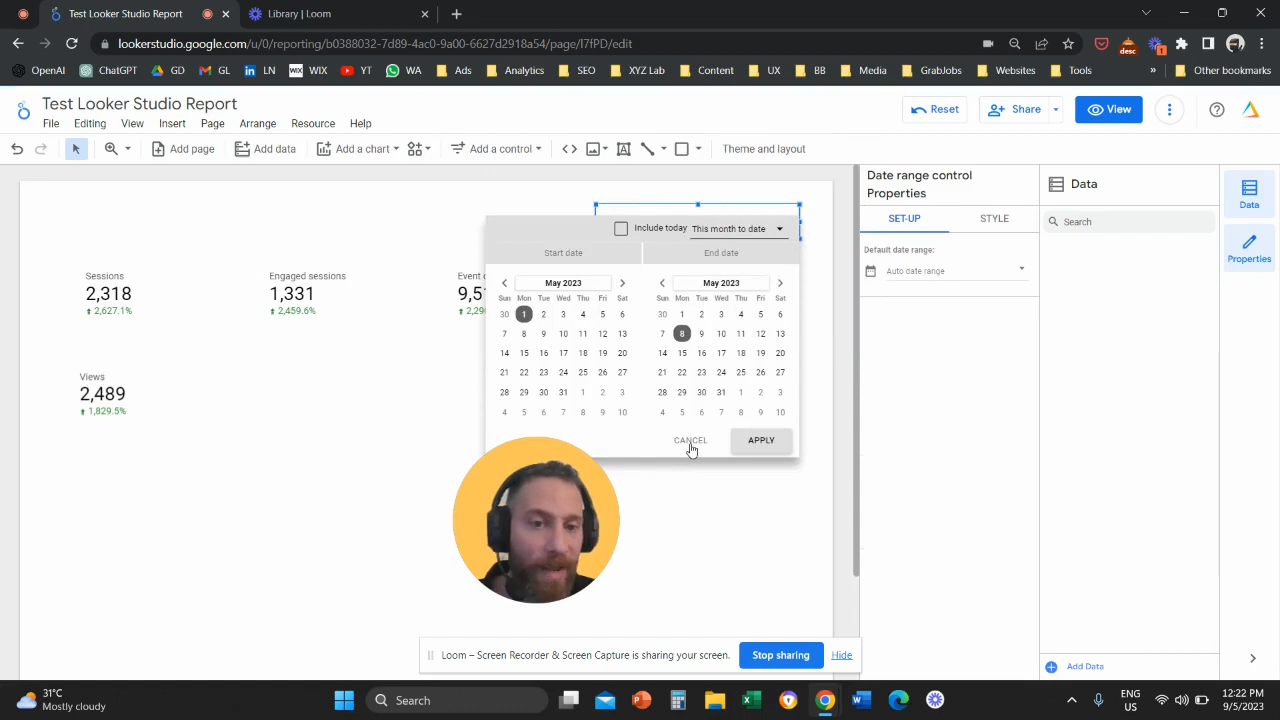 Test Looker Studio Report
Library | Loom
lookerstudio.google.com/u/0/reporting/b0388032-7d89-4ac0-9a00-6627d2918a54/page/I7fPD/edit
desc
1
OpenAI ChatGPT GD GL LN WIX WIX YT WA Ads Analytics SEO XYZ Lab Content UX BB Media GrabJobs Websites Tools » Other bookmarks
Test Looker Studio Report
Reset Share View
File Editing View Insert Page Arrange Resource Help
Add page Add data Add a chart Add a control Theme and layout
Date range control
Properties
Data
Data
SET-UP STYLE
Search
Default date range:
Auto date range
Properties
Include today This month to date
Start date End date
Sessions
2,318
2,627.1%
Engaged sessions
1,331
2,459.6%
Event c
9,5
2,29
Views
2,489
1,829.5%
May 2023 May 2023
Sun Mon Tue Wed Thu Fri Sat Sun Mon Tue Wed Thu Fri Sat
30 1 2 3 4 5 6 30 1 2 3 4 5 6
7 8 9 10 11 12 13 7 8 9 10 11 12 13
14 15 16 17 18 19 20 14 15 16 17 18 19 20
21 22 23 24 25 26 27 21 22 23 24 25 26 27
28 29 30 31 1 2 3 28 29 30 31 1 2 3
4 5 6 7 8 9 10 4 5 6 7 8 9 10
CANCEL APPLY
Loom – Screen Recorder & Screen Capture is sharing your screen. Stop sharing Hide
Add Data
31°C
Mostly cloudy
Search
ENG
US
12:22 PM
9/5/2023